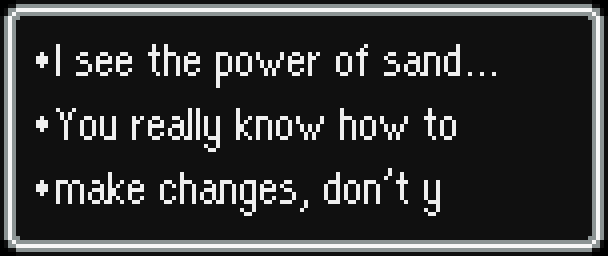 •I see the power of sand...
•You really know how to
•make changes, don't y